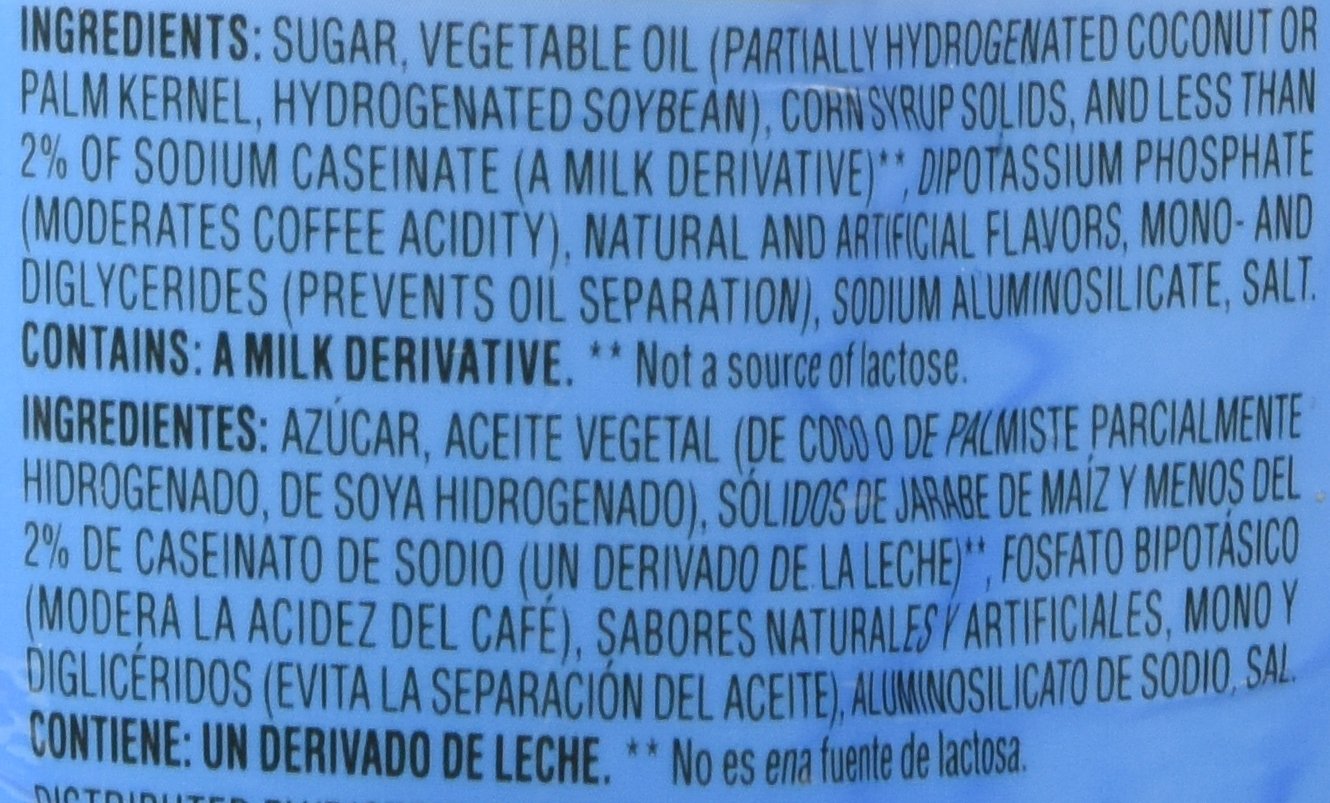 INGREDIENTS: SUGAR, VEGETABLE OIL (PARTIALLY HYDROGENATED COCONUT OR
PALM KERNEL, HYDROGENATED SOYBEAN), CORN SYRUP SOLIDS, AND LESS THAN
2% OF SODIUM CASEINATE (A MILK DERIVATIVE)**, DIPOTASSIUM PHOSPHATE
(MODERATES COFFEE ACIDITY), NATURAL AND ARTIFICIAL FLAVORS, MONO- AND
DIGLYCERIDES (PREVENTS OIL SEPARATION), SODIUM ALUMINOSILICATE, SALT.
CONTAINS: A MILK DERIVATIVE. ** Not a source of lactose.
INGREDIENTES: AZÚCAR, ACEITE VEGETAL (DE COCO O DE PALMISTE PARCIALMENTE
HIDROGENADO, DE SOYA HIDROGENADO), SÓLIDOS DE JARABE DE MAÍZ Y MENOS DEL
2% DE CASEINATO DE SODIO (UN DERIVADO DE LA LECHE)**, FOSFATO BIPOTÁSICO
(MODERA LA ACIDEZ DEL CAFÉ), SABORES NATURALES Y ARTIFICIALES, MONO Y
DIGLICÉRIDOS (EVITA LA SEPARACIÓN DEL ACEITE), ALUMINOSILICATO DE SODIO, SAL.
CONTIENE: UN DERIVADO DE LECHE. ** No es ena fuente de lactosa.